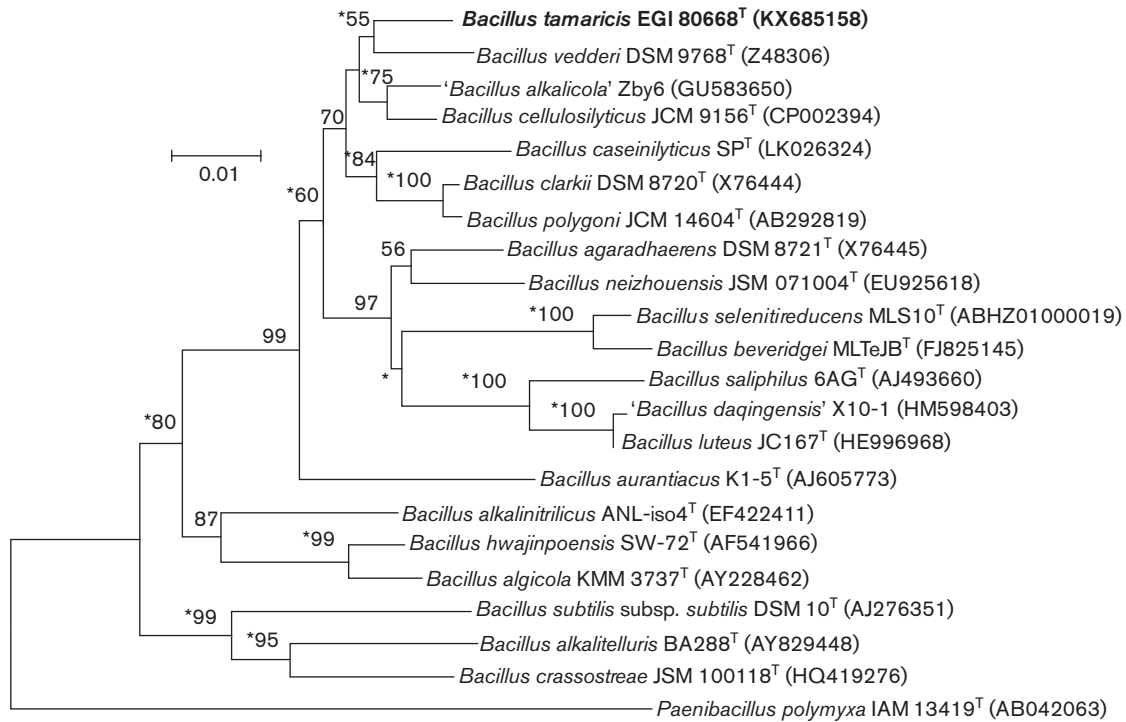 *55
Bacillus tamaricis EGI 80668T (KX685158)
Bacillus vedderi DSM 9768T (Z48306)
*75
‘Bacillus alkalicola’ Zby6 (GU583650)
Bacillus cellulosilyticus JCM 9156T (CP002394)
70
*84
Bacillus caseinilyticus SPT (LK026324)
0.01
*100
Bacillus clarkii DSM 8720T (X76444)
*60
Bacillus polygoni JCM 14604T (AB292819)
56
Bacillus agaradhaerens DSM 8721T (X76445)
Bacillus neizhouensis JSM 071004T (EU925618)
97
*100
Bacillus selenitireducens MLS10T (ABHZ01000019)
99
Bacillus beveridgei MLTeJBT (FJ825145)
*
*100
Bacillus saliphilus 6AGT (AJ493660)
*100
‘Bacillus daqingensis’ X10-1 (HM598403)
*80
Bacillus luteus JC167T (HE996968)
Bacillus aurantiacus K1-5T (AJ605773)
87
Bacillus alkalinitrilicus ANL-iso4T (EF422411)
*99
Bacillus hwajinpoensis SW-72T (AF541966)
Bacillus algicola KMM 3737T (AY228462)
*99
Bacillus subtilis subsp. subtilis DSM 10T (AJ276351)
*95
Bacillus alkalitelluris BA288T (AY829448)
Bacillus crassostreae JSM 100118T (HQ419276)
Paenibacillus polymyxa IAM 13419T (AB042063)